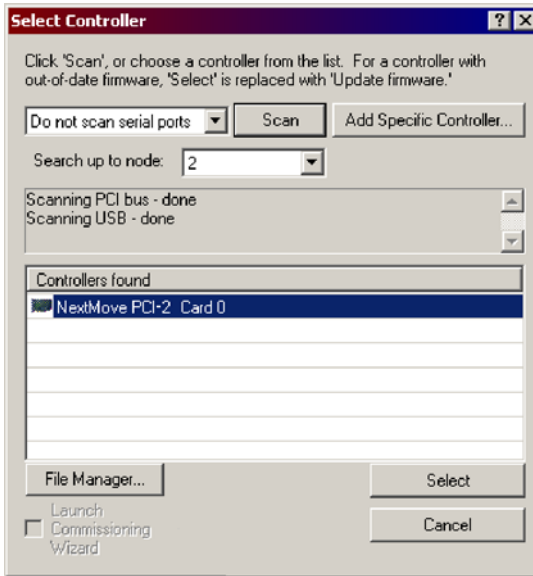 Select Controller
Click 'Scan', or choose a controller from the list. For a controller with
out-of-date firmware, 'Select' is replaced with 'Update firmware.'
Do not scan serial ports
Scan
Add Specific Controller...
Search up to node:
2
Scanning PCI bus - done
Scanning USB - done
Controllers found
NextMove PCI-2 Card 0
File Manager...
Select
Launch
Commissioning
Wizard
Cancel